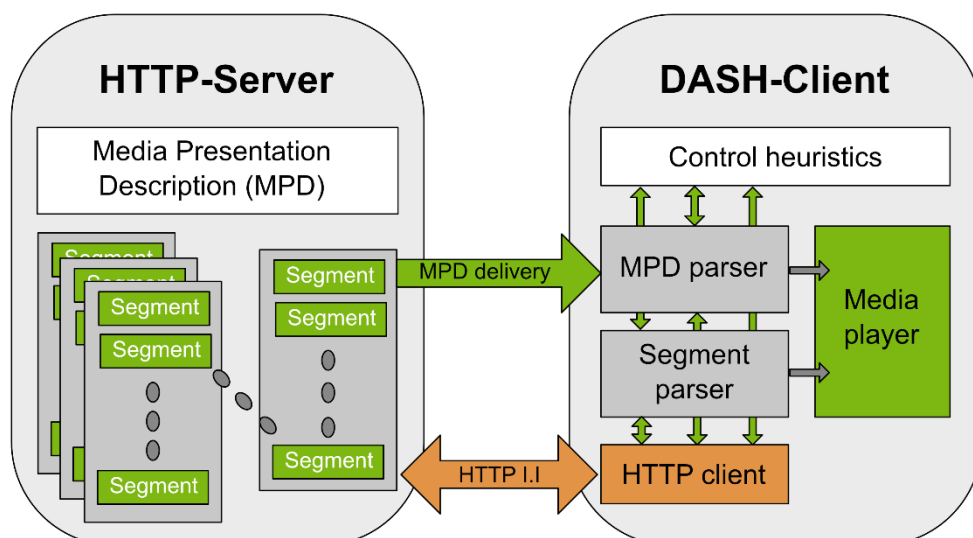 HTTP-Server
Media Presentation
Description (MPD)
Segment
Segment
Segment
Segment
Segment
Segment
Segment
Segment
MPD delivery
HTTP I.I
DASH-Client
Control heuristics
MPD parser
Segment
parser
HTTP client
Media
player